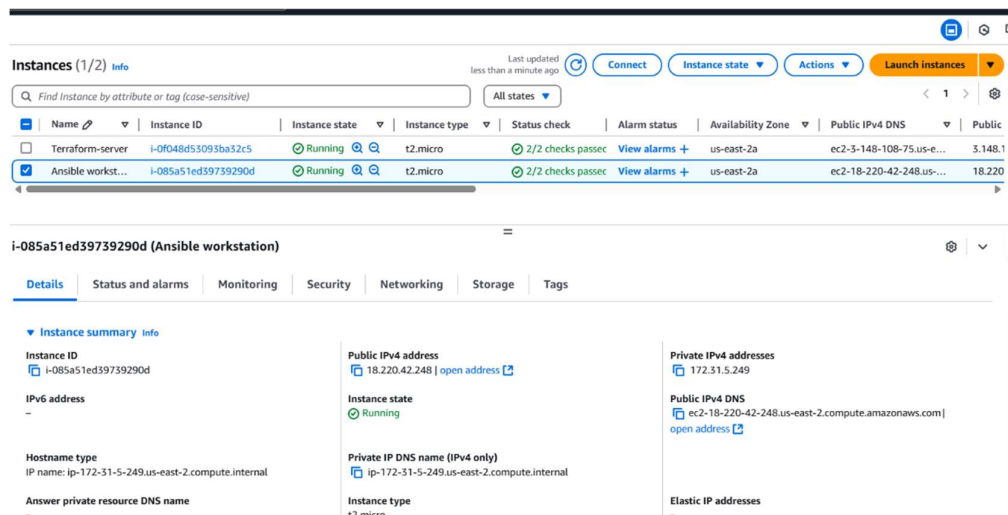 Instances (1/2) Info
Last updated
less than a minute ago
Connect
Instance state
Actions
Launch instances
Find Instance by attribute or tag (case-sensitive)
All states
1
Name
Instance ID
Instance state
Instance type
Status check
Alarm status
Availability Zone
Public IPv4 DNS
Public
Terraform-server i-0f048d53093ba32c5 Running t2.micro 2/2 checks passec View alarms + us-east-2a ec2-3-148-108-75.us-e... 3.148.1
Ansible workst... i-085a51ed39739290d Running t2.micro 2/2 checks passec View alarms + us-east-2a ec2-18-220-42-248.us-... 18.220
i-085a51ed39739290d (Ansible workstation)
Details
Status and alarms
Monitoring
Security
Networking
Storage
Tags
Instance summary Info
Instance ID
i-085a51ed39739290d
Public IPv4 address
18.220.42.248 | open address
Private IPv4 addresses
172.31.5.249
IPv6 address
–
Instance state
Running
Public IPv4 DNS
ec2-18-220-42-248.us-east-2.compute.amazonaws.com |
open address
Hostname type
IP name: ip-172-31-5-249.us-east-2.compute.internal
Private IP DNS name (IPv4 only)
ip-172-31-5-249.us-east-2.compute.internal
Answer private resource DNS name
Instance type
t2.micro
Elastic IP addresses